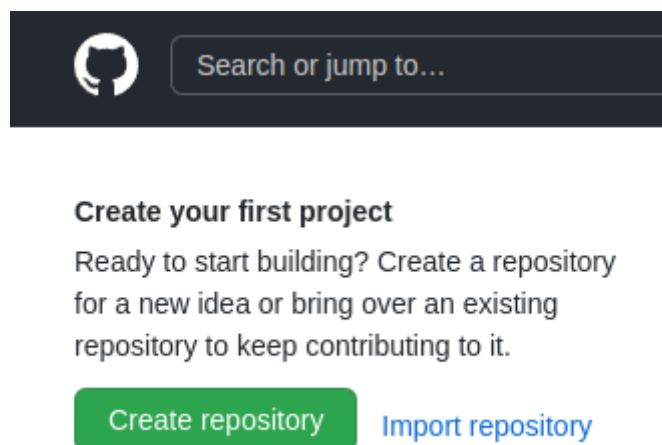 Search or jump to…
Create your first project
Ready to start building? Create a repository
for a new idea or bring over an existing
repository to keep contributing to it.
Create repository Import repository